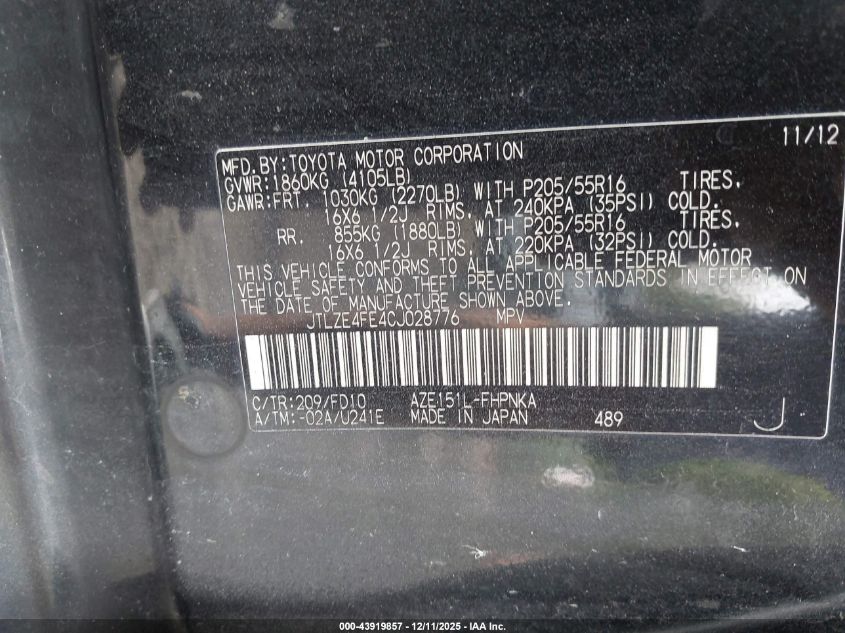 11/12
MFD.BY:TOYOTA MOTOR CORPORATION
GVWR:1860KG (4105LB)
GAWR:FRT. 1030KG (2270LB) WITH P205/55R16 TIRES,
16X6 1/2J RIMS, AT 240KPA (35PSI) COLD.
RR. 855KG (1880LB) WITH P205/55R16 TIRES,
16X6 1/2J RIMS, AT 220KPA (32PSI) COLD.
THIS VEHICLE CONFORMS TO ALL APPLICABLE FEDERAL MOTOR
VEHICLE SAFETY AND THEFT PREVENTION STANDARDS IN EFFECT ON
THE DATE OF MANUFACTURE SHOWN ABOVE.
JTLZE4FE4CJ028776 MPV
C/TR:209/FD10 AZE151L-FHPNKA
A/TM:-02A/U241E MADE IN JAPAN 489 J
000-43919857 - 12/11/2025 - IAA Inc.